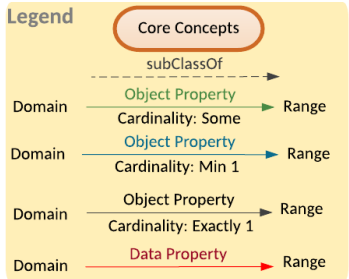 Legend
Core Concepts
subClassOf
Object Property
Domain Range
Cardinality: Some
Object Property
Domain Range
Cardinality: Min 1
Object Property
Domain Range
Cardinality: Exactly 1
Data Property
Domain Range